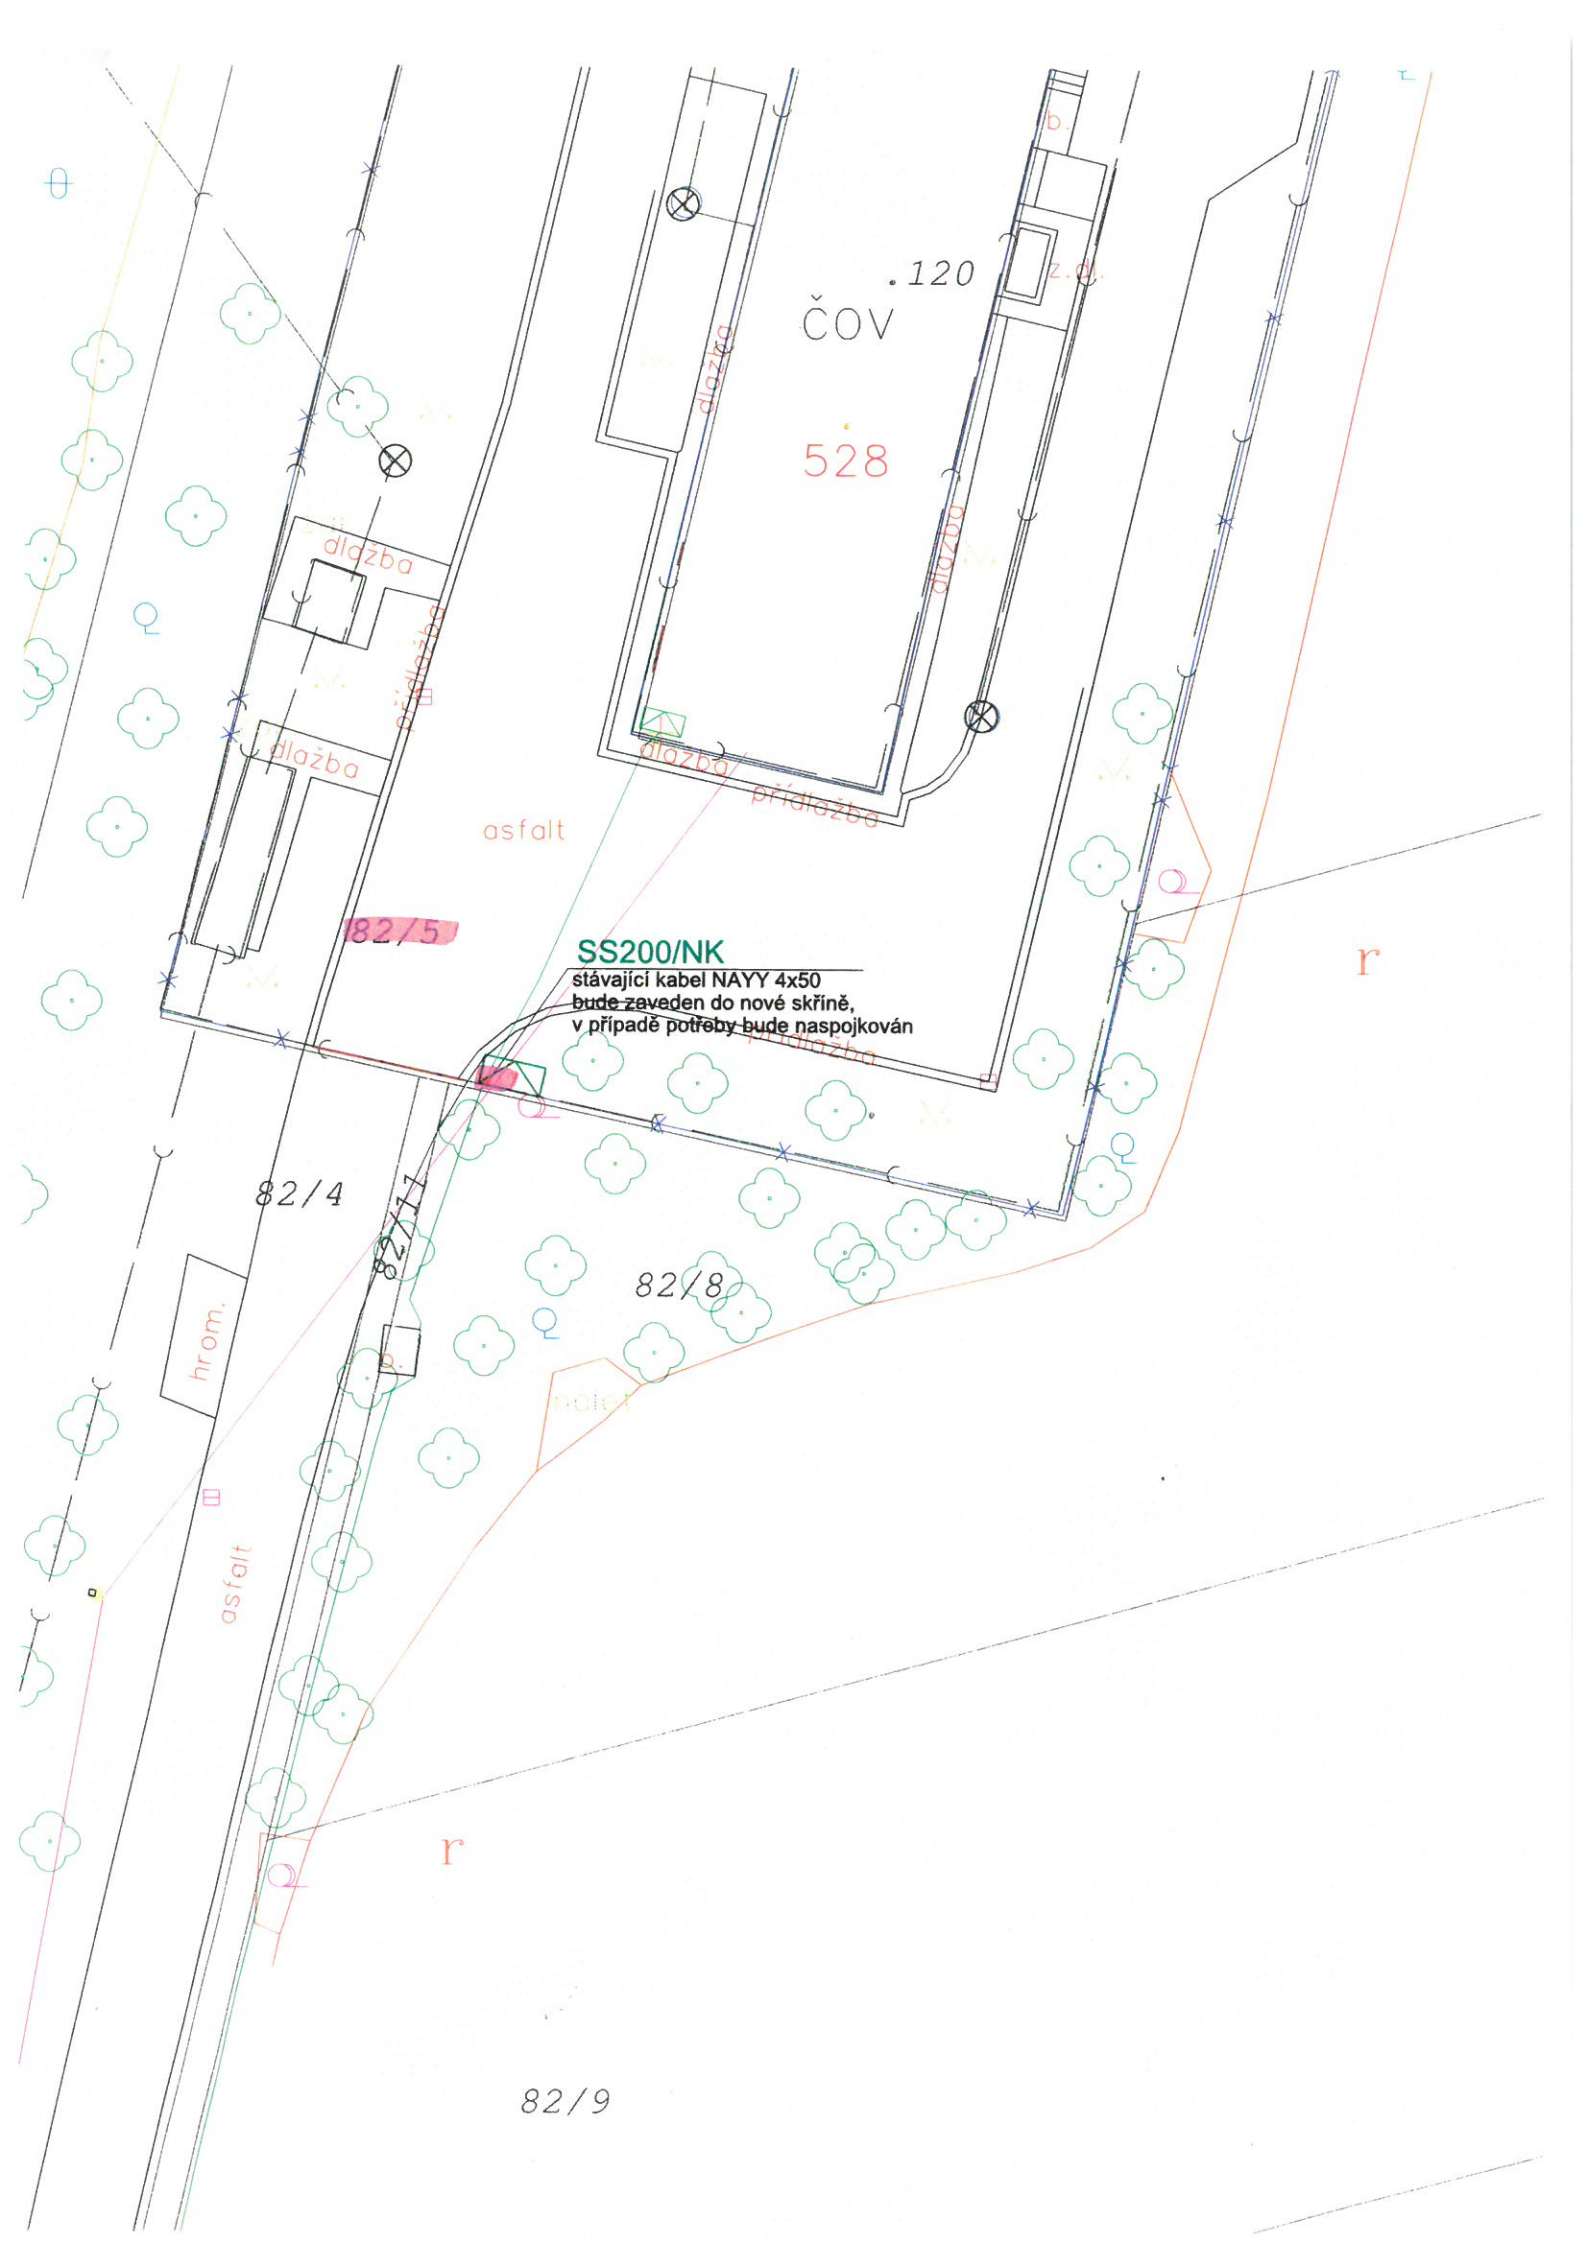 b.
.120
z.dl.
ČOV
dlažba
528
dlažba
dlažba
přídlažba
dlažba
dlažba
přídlažba
asfalt
82/5
SS200/NK
stávající kabel NAYY 4x50
bude zaveden do nové skříně,
v případě potřeby bude naspojkován
přídlažba
r
82/4
82/11
82/8
hrom.
nálet
asfalt
r
82/9